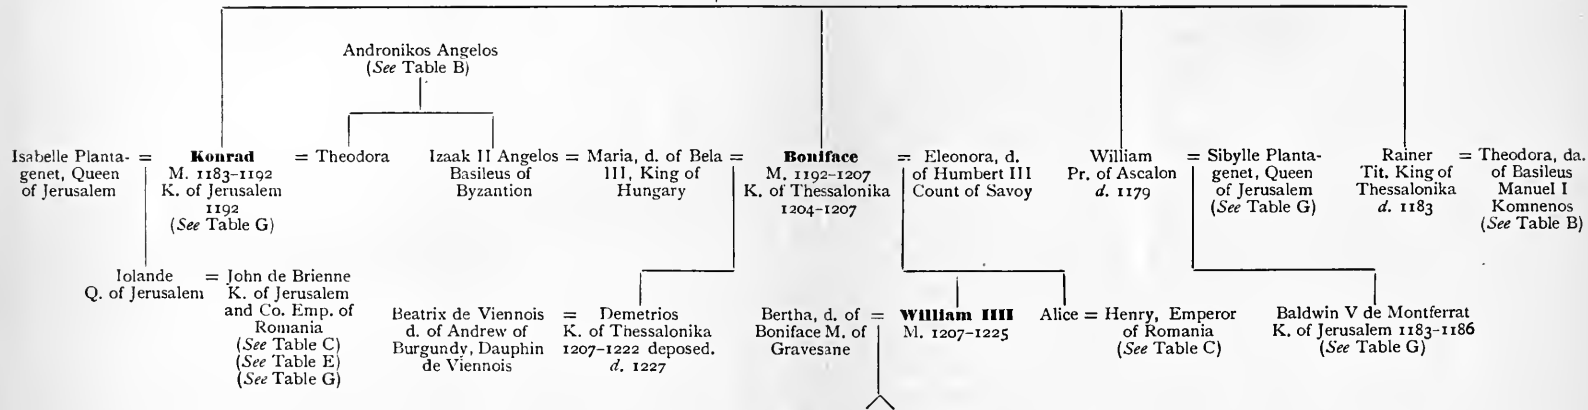 Andronikos Angelos
(See Table B)
Isabelle Planta- =
genet, Queen
of Jerusalem
Konrad
M. 1183-1192
K. of Jerusalem
1192
(See Table G)
= Theodora
Izaak II Angelos
Basileus of
Byzantion
= Maria, d. of Bela =
III, King of
Hungary
Boniface
M. 1192-1207
K. of Thessalonika
1204-1207
= Eleonora, d.
of Humbert III
Count of Savoy
William
Pr. of Ascalon
d. 1179
= Sibylle Planta-
genet, Queen
of Jerusalem
(See Table G)
Rainer
Tit. King of
Thessalonika
d. 1183
= Theodora, da.
of Basileus
Manuel I
Komnenos
(See Table B)
Iolande
Q. of Jerusalem
= John de Brienne
K. of Jerusalem
and Co. Emp. of
Romania
(See Table C)
(See Table E)
(See Table G)
Beatrix de Viennois
d. of Andrew of
Burgundy, Dauphin
de Viennois
= Demetrios
K. of Thessalonika
1207-1222 deposed.
d. 1227
Bertha, d. of =
Boniface M. of
Gravesane
William IIII
M. 1207-1225
Alice = Henry, Emperor
of Romania
(See Table C)
Baldwin V de Montferrat
K. of Jerusalem 1183-1186
(See Table G)